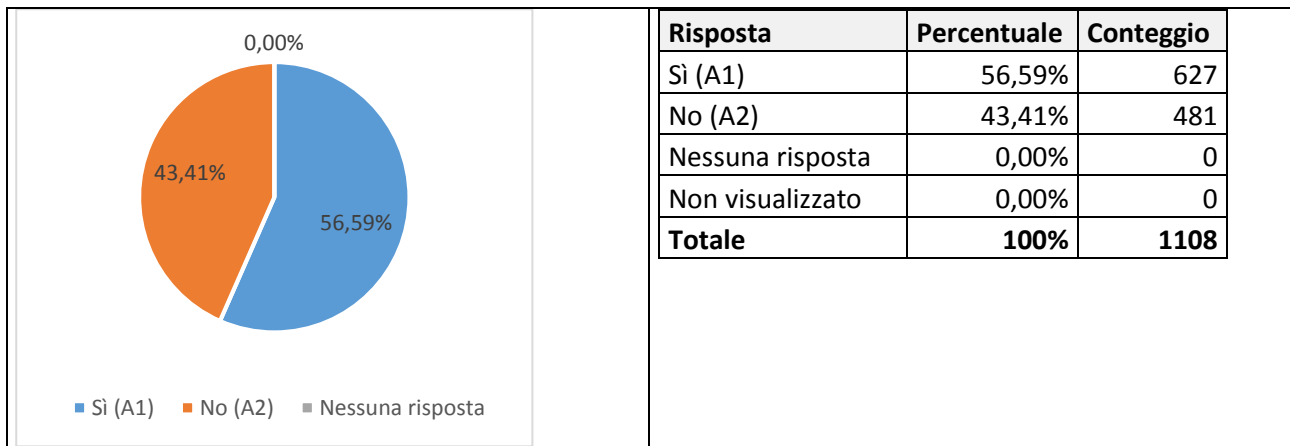 0,00%
43,41%
56,59%
Sì (A1) No (A2) Nessuna risposta
Risposta Percentuale Conteggio
Sì (A1) 56,59% 627
No (A2) 43,41% 481
Nessuna risposta 0,00% 0
Non visualizzato 0,00% 0
Totale 100% 1108